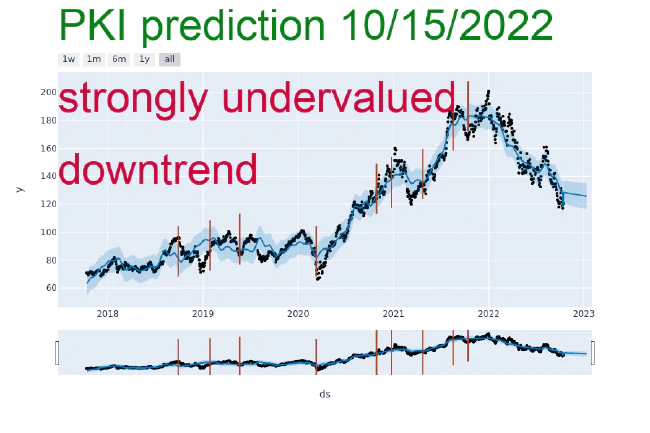 PKI prediction 10/15/2022
1w 1m 6m 1y all
strongly undervalued
downtrend
200
180
160
140
120
100
80
60
y
2018 2019 2020 2021 2022 2023
ds